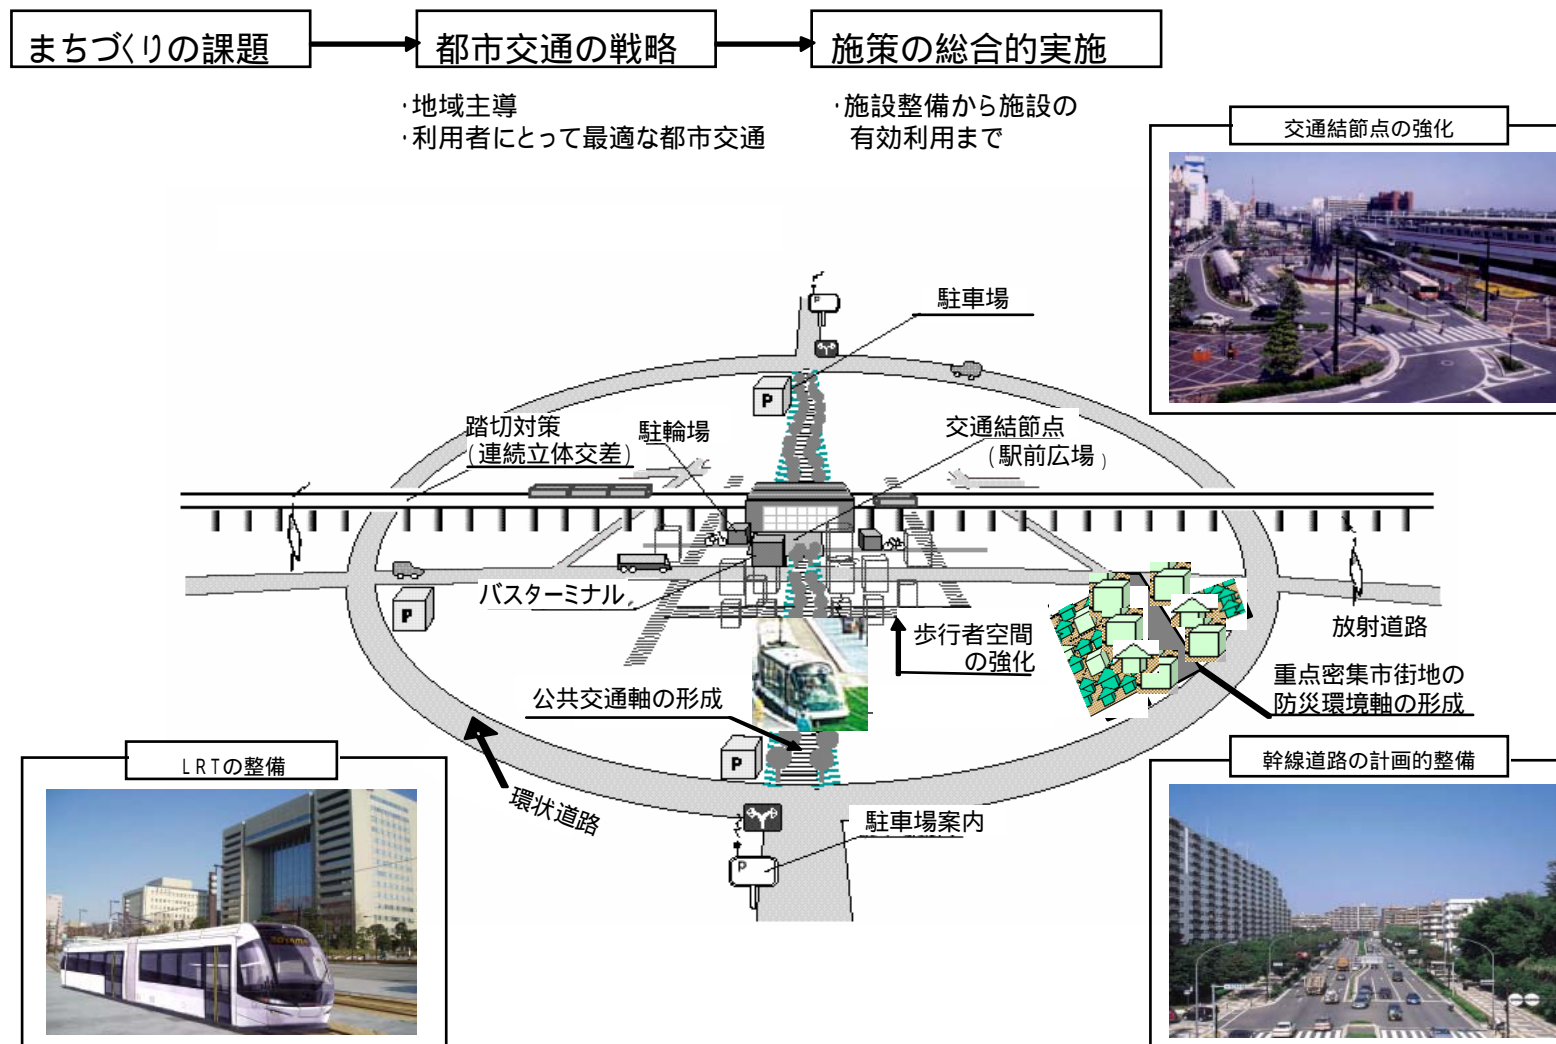 まちづくりの課題
都市交通の戦略
施策の総合的実施
・地域主導
・利用者にとって最適な都市交通
・施設整備から施設の
有効利用まで
交通結節点の強化
駐車場
P
P
踏切対策
(連続立体交差)
駐輪場
交通結節点
(駅前広場)
バスターミナル
P
歩行者空間
の強化
放射道路
重点密集市街地の
防災環境軸の形成
公共交通軸の形成
P
LRTの整備
環状道路
駐車場案内
P
幹線道路の計画的整備